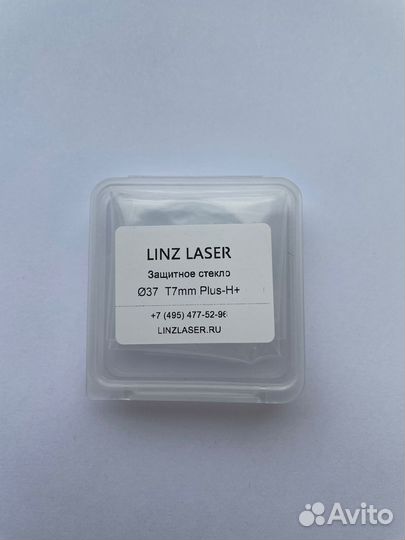 LINZ LASER
Защитное стекло
Ø37 T7mm Plus-H+
+7 (495) 477-52-96
LINZLASER.RU
Avito